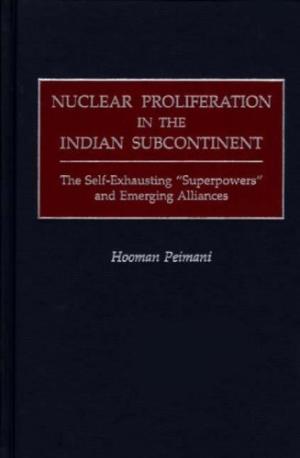 NUCLEAR PROLIFERATION
IN THE
INDIAN SUBCONTINENT
The Self-Exhausting "Superpowers"
and Emerging Alliances
Hooman Peimani